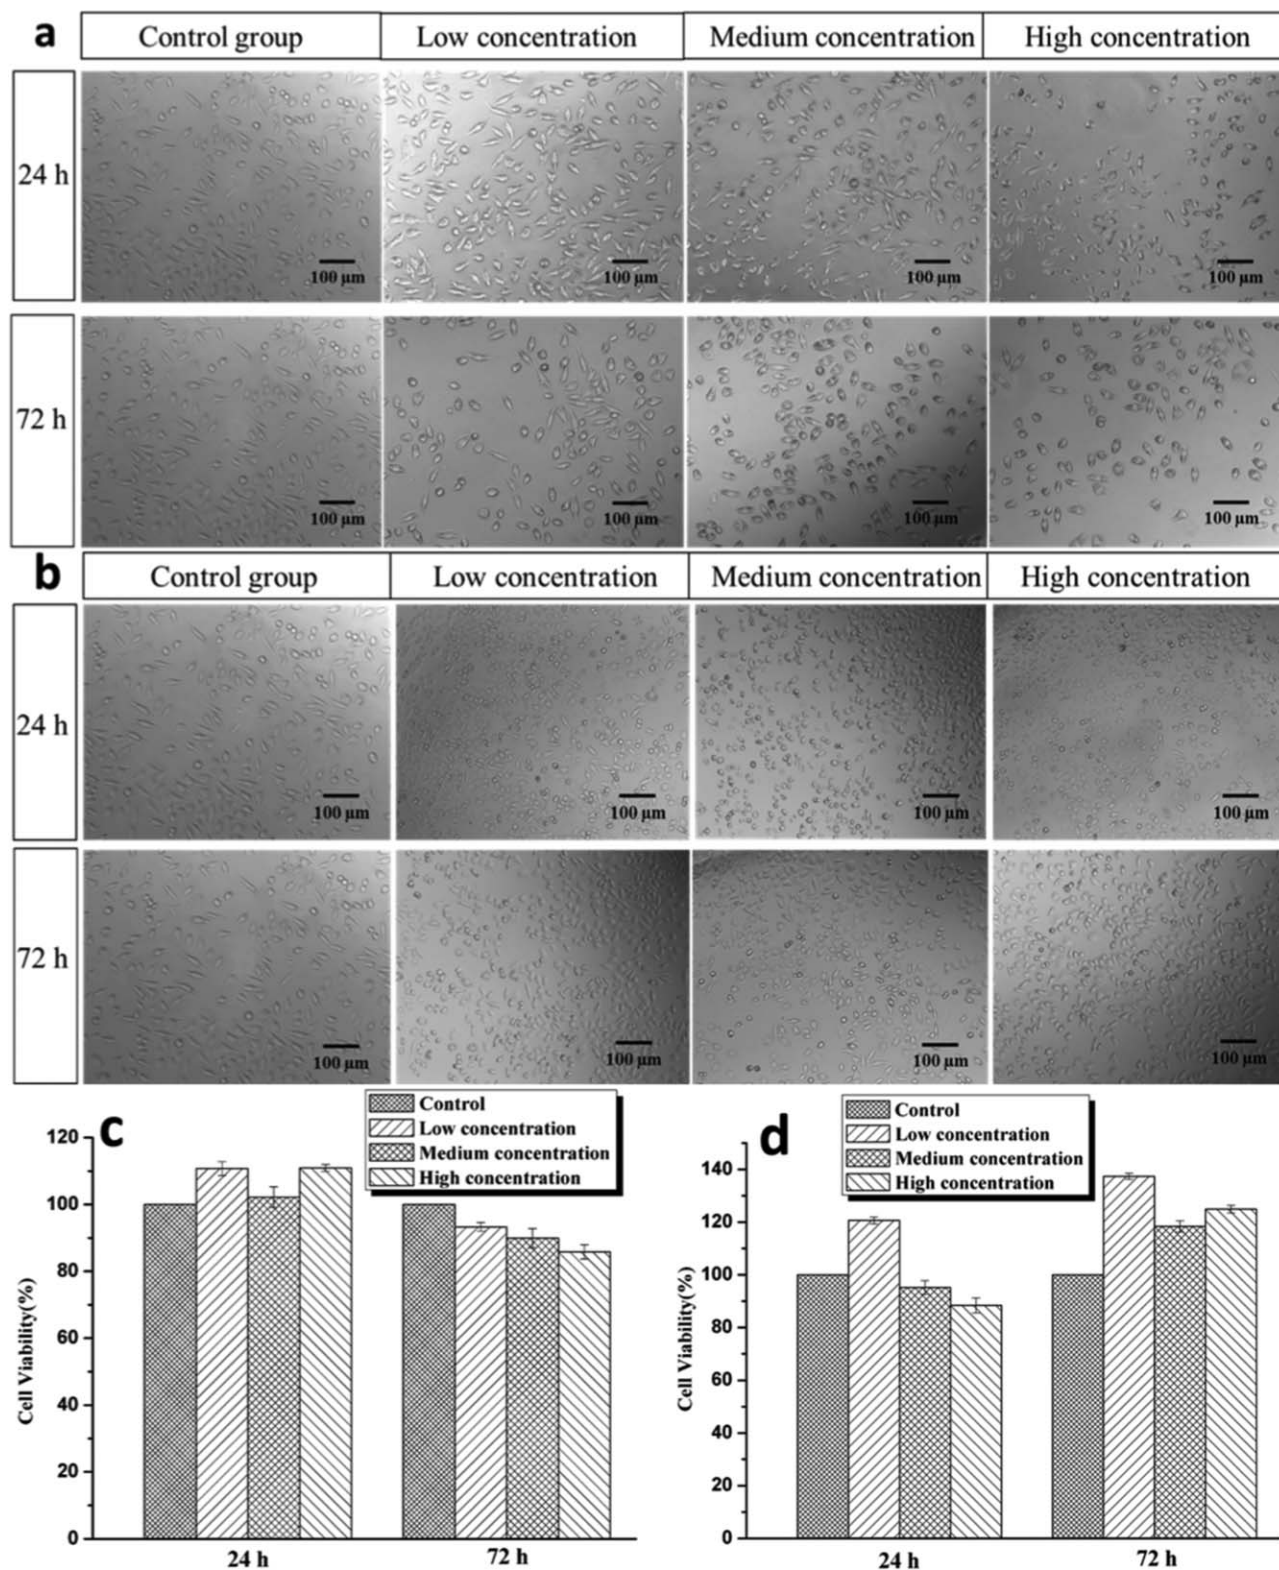 a
Control group Low concentration Medium concentration High concentration
24 h
100 µm 100 µm 100 µm 100 µm
72 h
100 µm 100 µm 100 µm 100 µm
b
Control group Low concentration Medium concentration High concentration
24 h
100 µm 100 µm 100 µm 100 µm
72 h
100 µm 100 µm 100 µm 100 µm
c
Control
Low concentration
Medium concentration
High concentration
Cell Viability(%)
120
100
80
60
40
20
0
24 h 72 h
d
Control
Low concentration
Medium concentration
High concentration
Cell Viability(%)
140
120
100
80
60
40
20
0
24 h 72 h